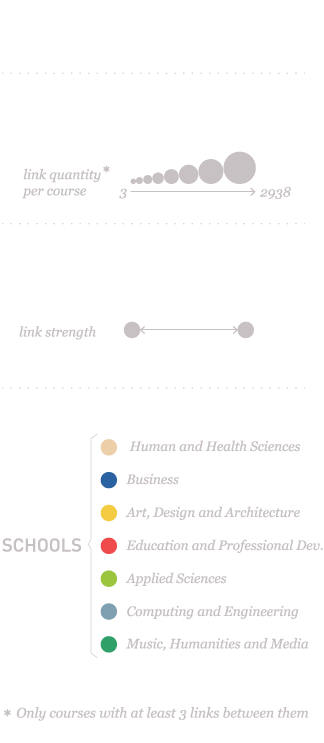 link quantity*
per course
3 2938
link strength
SCHOOLS
Human and Health Sciences
Business
Art, Design and Architecture
Education and Professional Dev.
Applied Sciences
Computing and Engineering
Music, Humanities and Media
* Only courses with at least 3 links between them